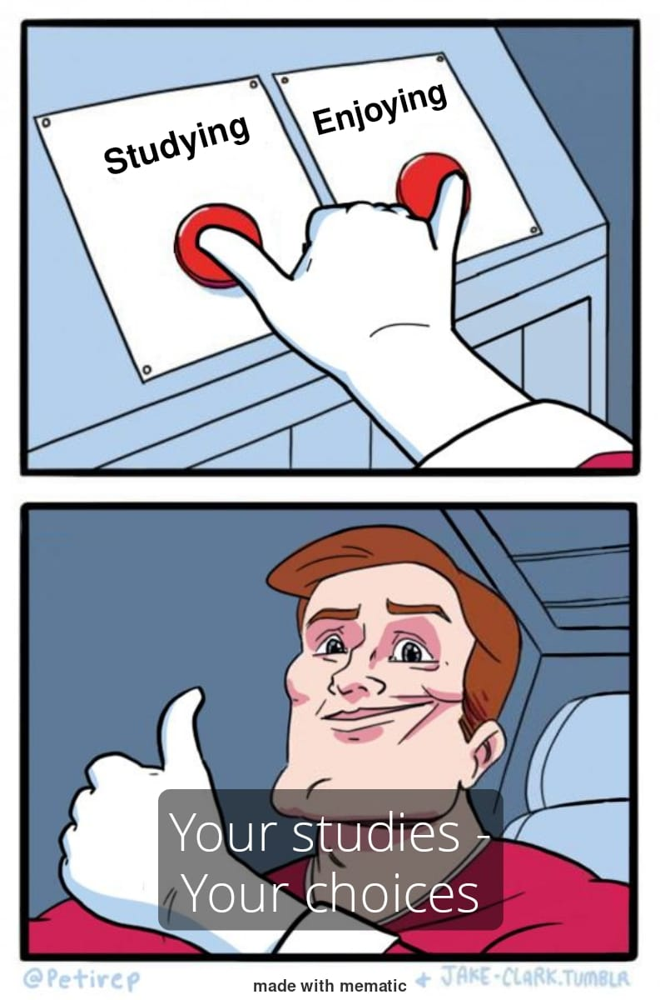 Studying
Enjoying
Your studies -
Your choices
@Petirep
made with mematic
+ JAKE-CLARK.TUMBLR